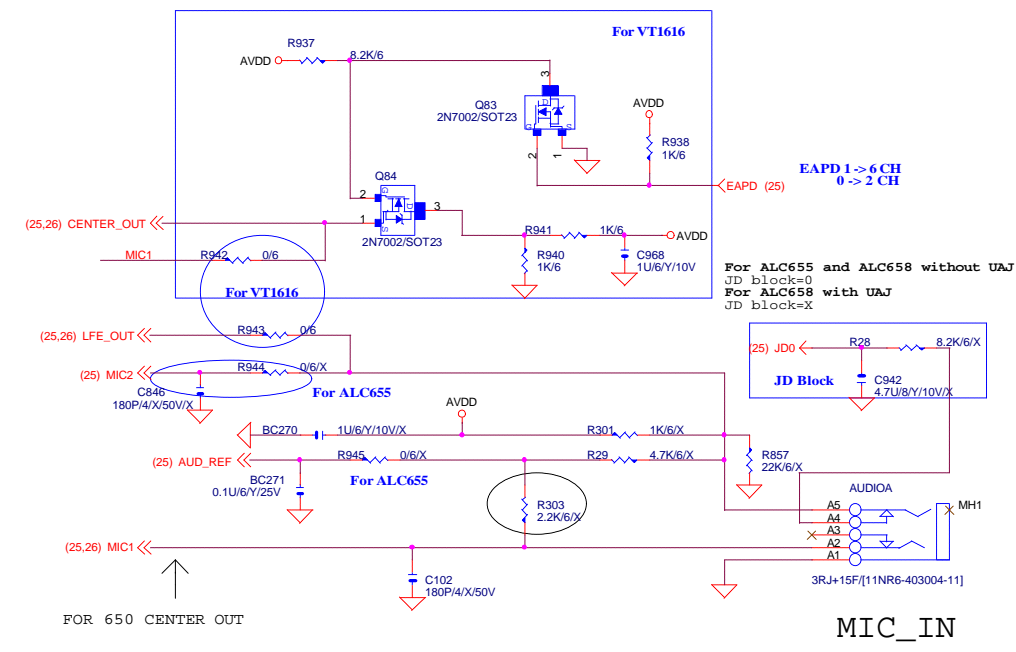 For VT1616
R937
AVDD
8.2K/6
3
Q83
2N7002/SOT23
D
G
S
2
1
AVDD
R938
1K/6
EAPD (25)
EAPD 1 -> 6 CH
0 -> 2 CH
Q84
2
G
D
3
1
S
2N7002/SOT23
(25,26) CENTER_OUT
R941
1K/6
AVDD
MIC1
R942
0/6
R940
1K/6
C968
1U/6/Y/10V
For VT1616
For ALC655 and ALC658 without UAJ
JD block=0
For ALC658 with UAJ
JD block=X
(25,26) LFE_OUT
R943
0/6
(25) JD0
R28
8.2K/6/X
(25) MIC2
R944
0/6/X
C846
180P/4/X/50V/X
For ALC655
JD Block
C942
4.7U/8/Y/10V/X
AVDD
BC270
1U/6/Y/10V/X
R301
1K/6/X
(25) AUD_REF
R945
0/6/X
R29
4.7K/6/X
R857
22K/6/X
BC271
0.1U/6/Y/25V
For ALC655
R303
2.2K/6/X
AUDIOA
A5
A4
A3
A2
A1
MH1
(25,26) MIC1
C102
180P/4/X/50V
3RJ+15F/[11NR6-403004-11]
FOR 650 CENTER OUT
MIC_IN